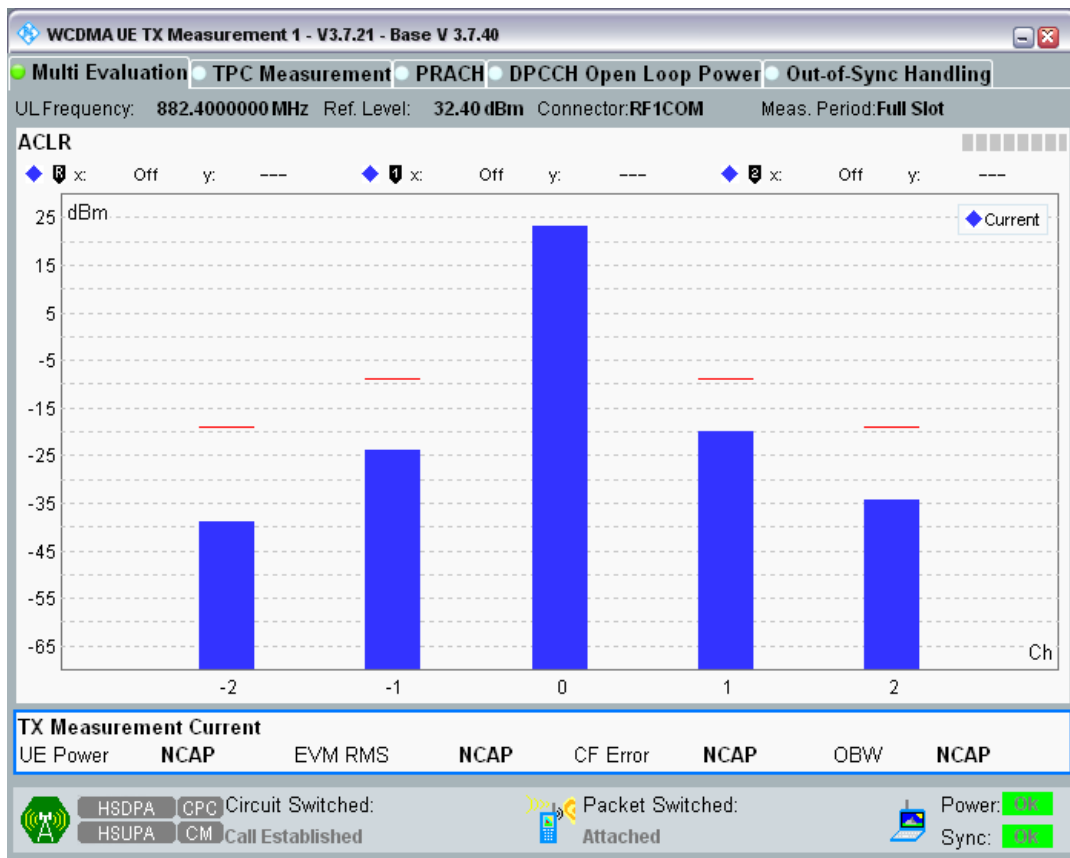 WCDMA UE TX Measurement 1 - V3.7.21 - Base V 3.7.40
Multi Evaluation TPC Measurement PRACH DPCCH Open Loop Power Out-of-Sync Handling
UL Frequency: 882.4000000 MHz Ref. Level: 32.40 dBm Connector:RF1COM Meas. Period:Full Slot
ACLR
R x: Off y: --- 1 x: Off y: --- 2 x: Off y: ---
dBm
Current
25
15
5
-5
-15
-25
-35
-45
-55
-65
Ch
-2 -1 0 1 2
TX Measurement Current
UE Power NCAP EVM RMS NCAP CF Error NCAP OBW NCAP
HSDPA CPC Circuit Switched: Packet Switched: Power: Ok
HSUPA CM Call Established Attached Sync: Ok